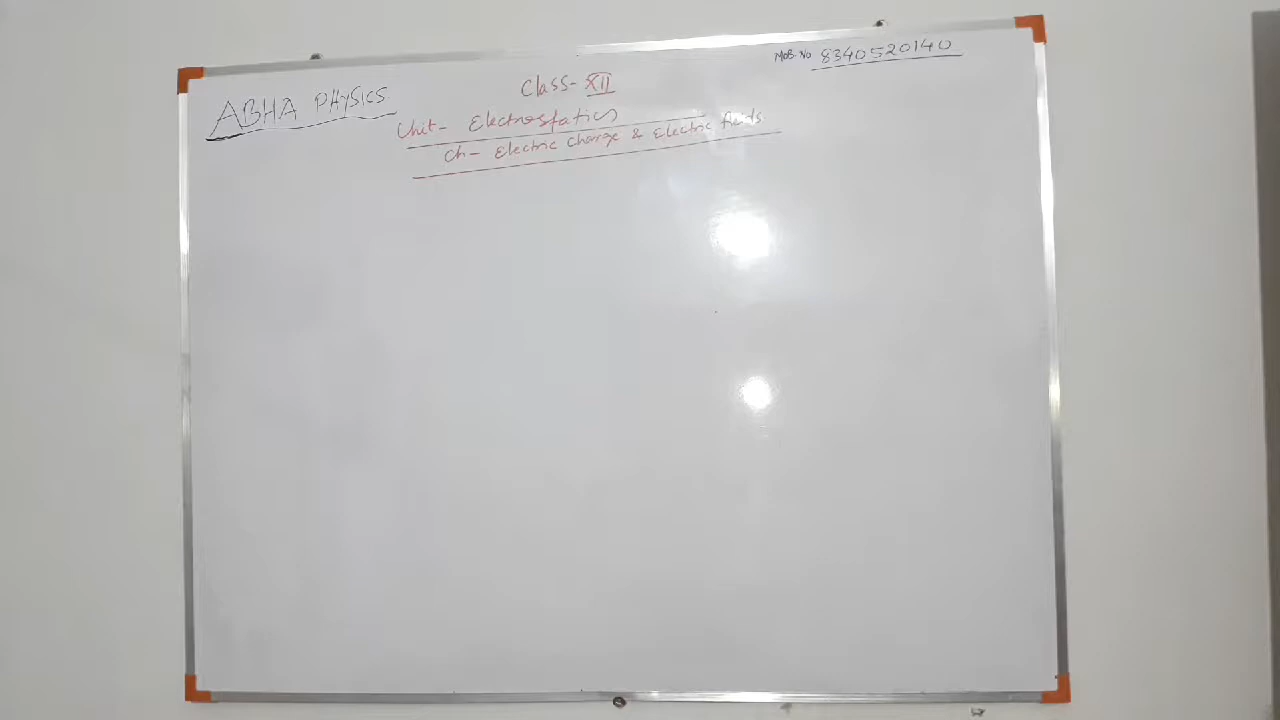 MOB. No 8340520140
ABHA PHYSICS
Class- XII
Unit- Electrostatics
Ch- Electric Charge & Electric fields